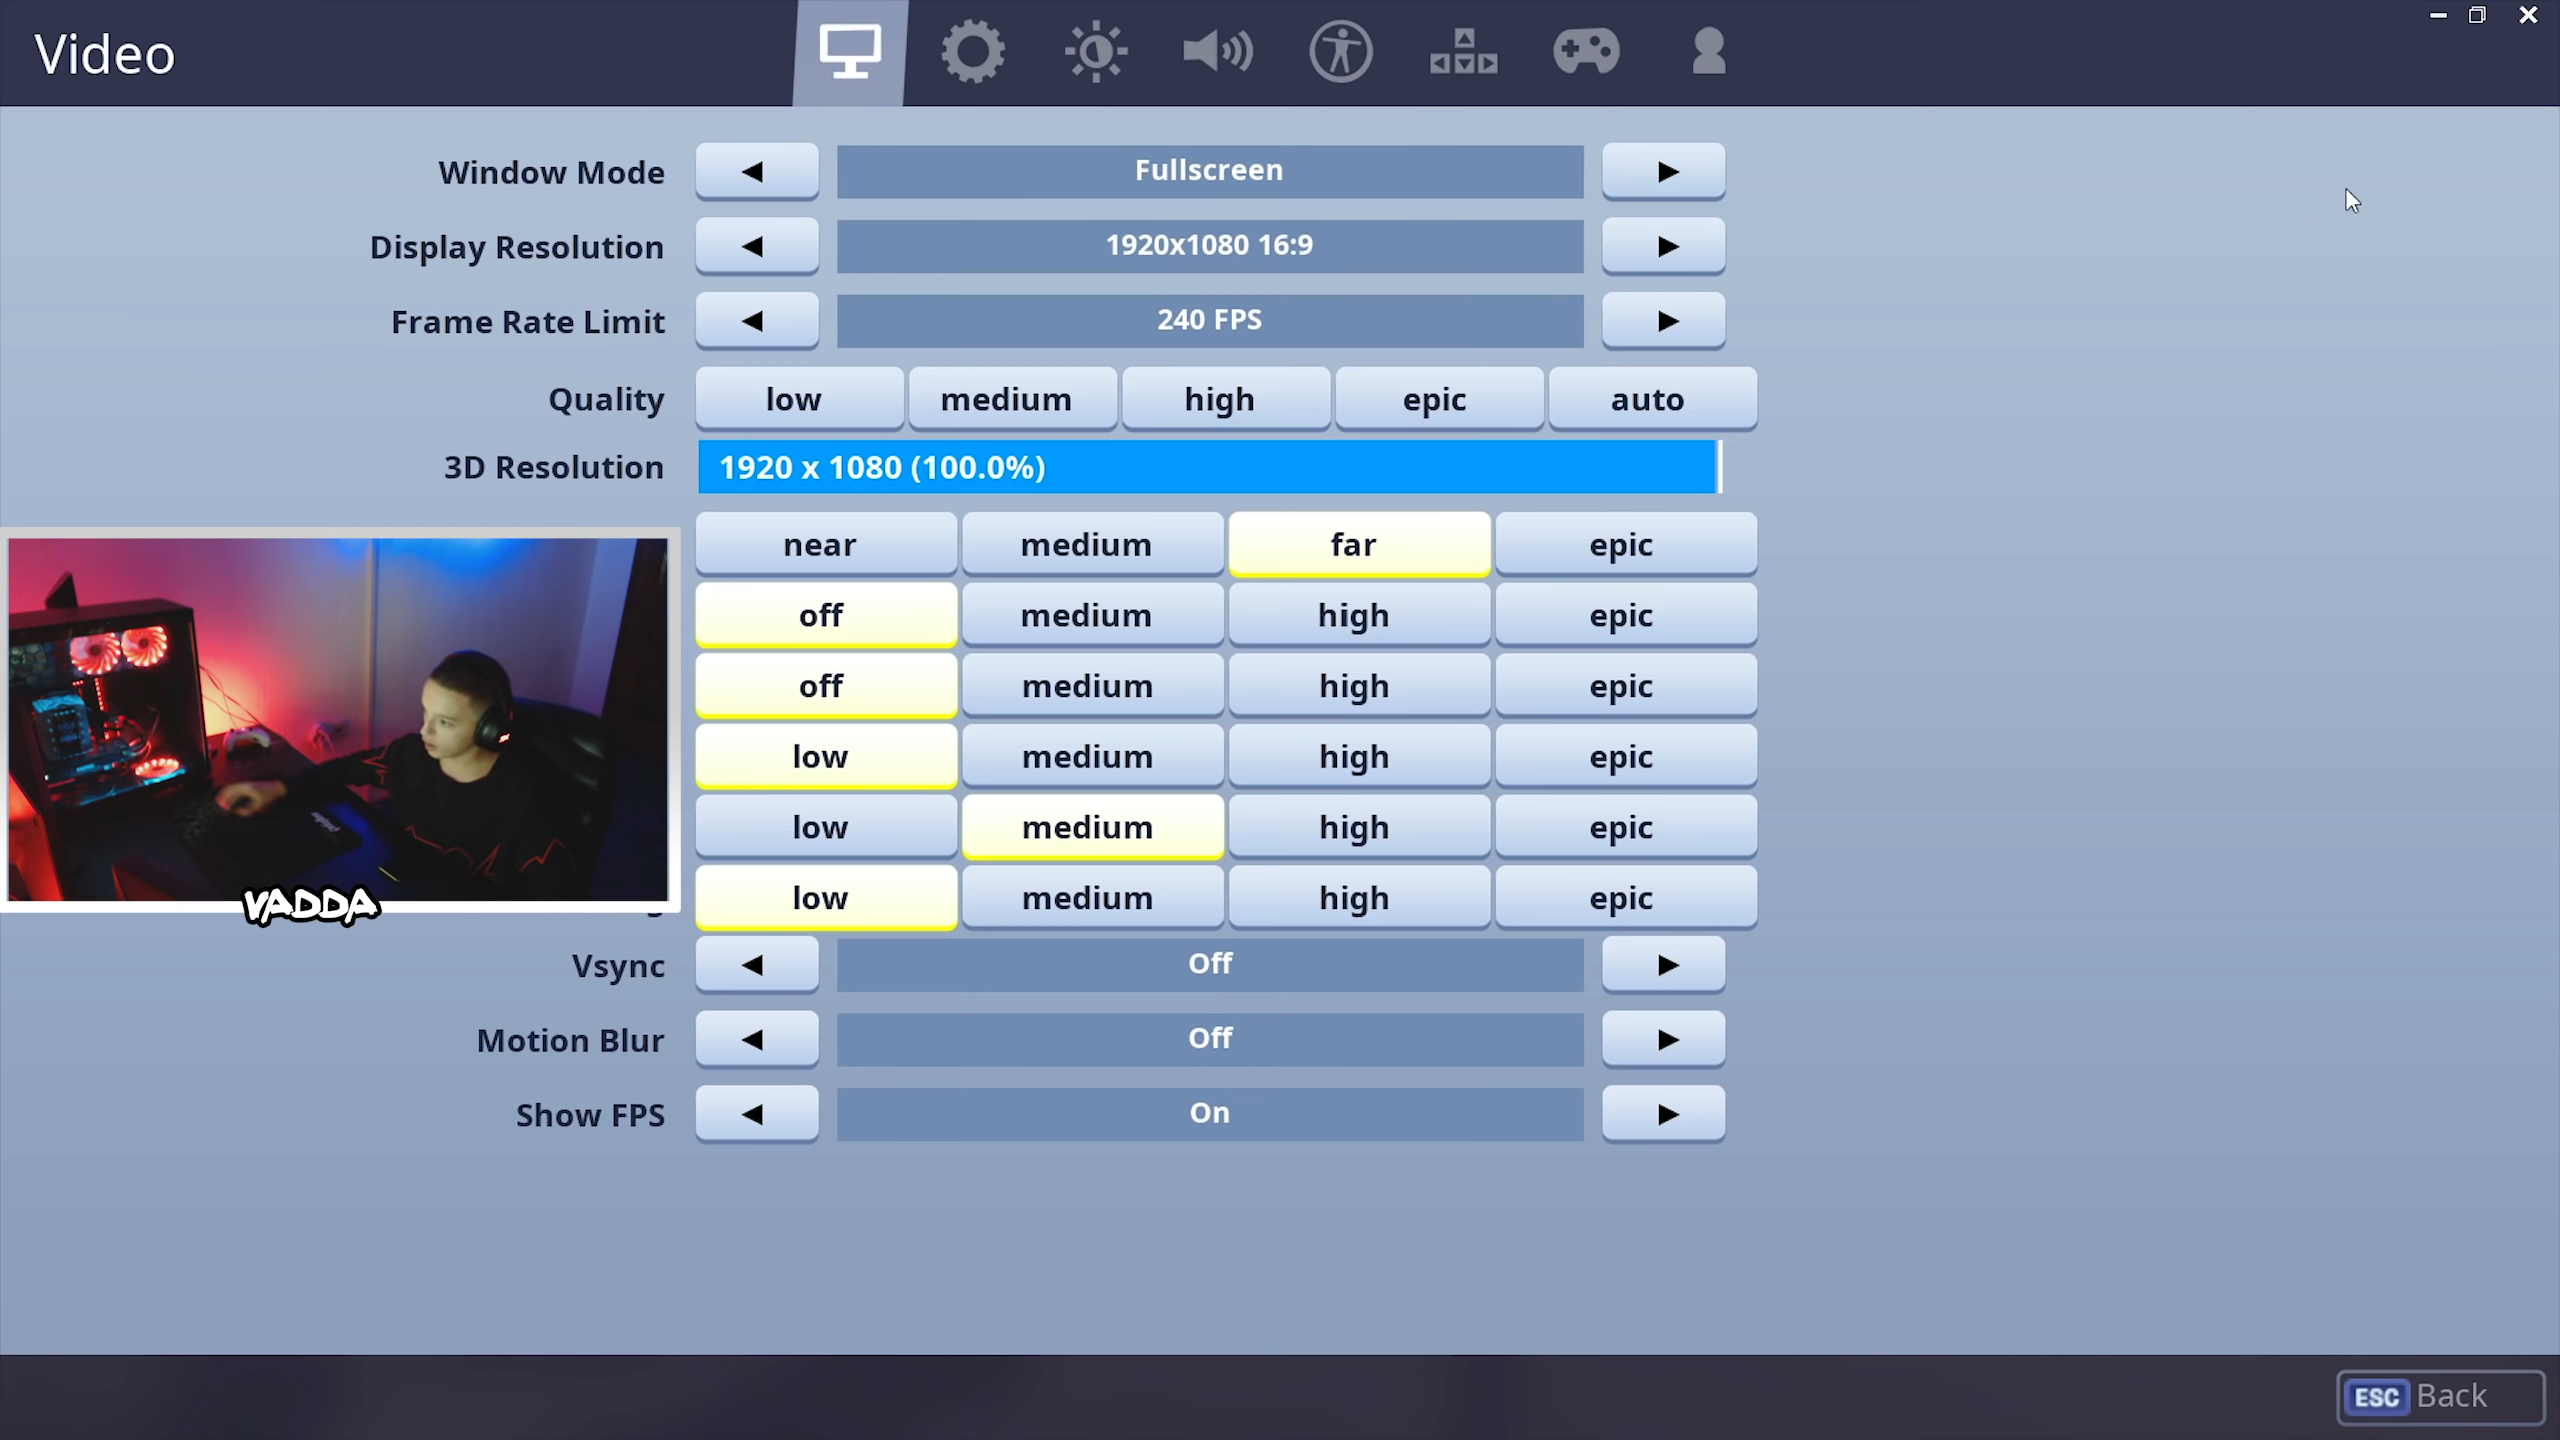 Video
Window Mode Fullscreen
Display Resolution 1920x1080 16:9
Frame Rate Limit 240 FPS
Quality low medium high epic auto
3D Resolution 1920 x 1080 (100.0%)
near medium far epic
off medium high epic
off medium high epic
low medium high epic
low medium high epic
low medium high epic
VADDA
Vsync Off
Motion Blur Off
Show FPS On
ESC Back